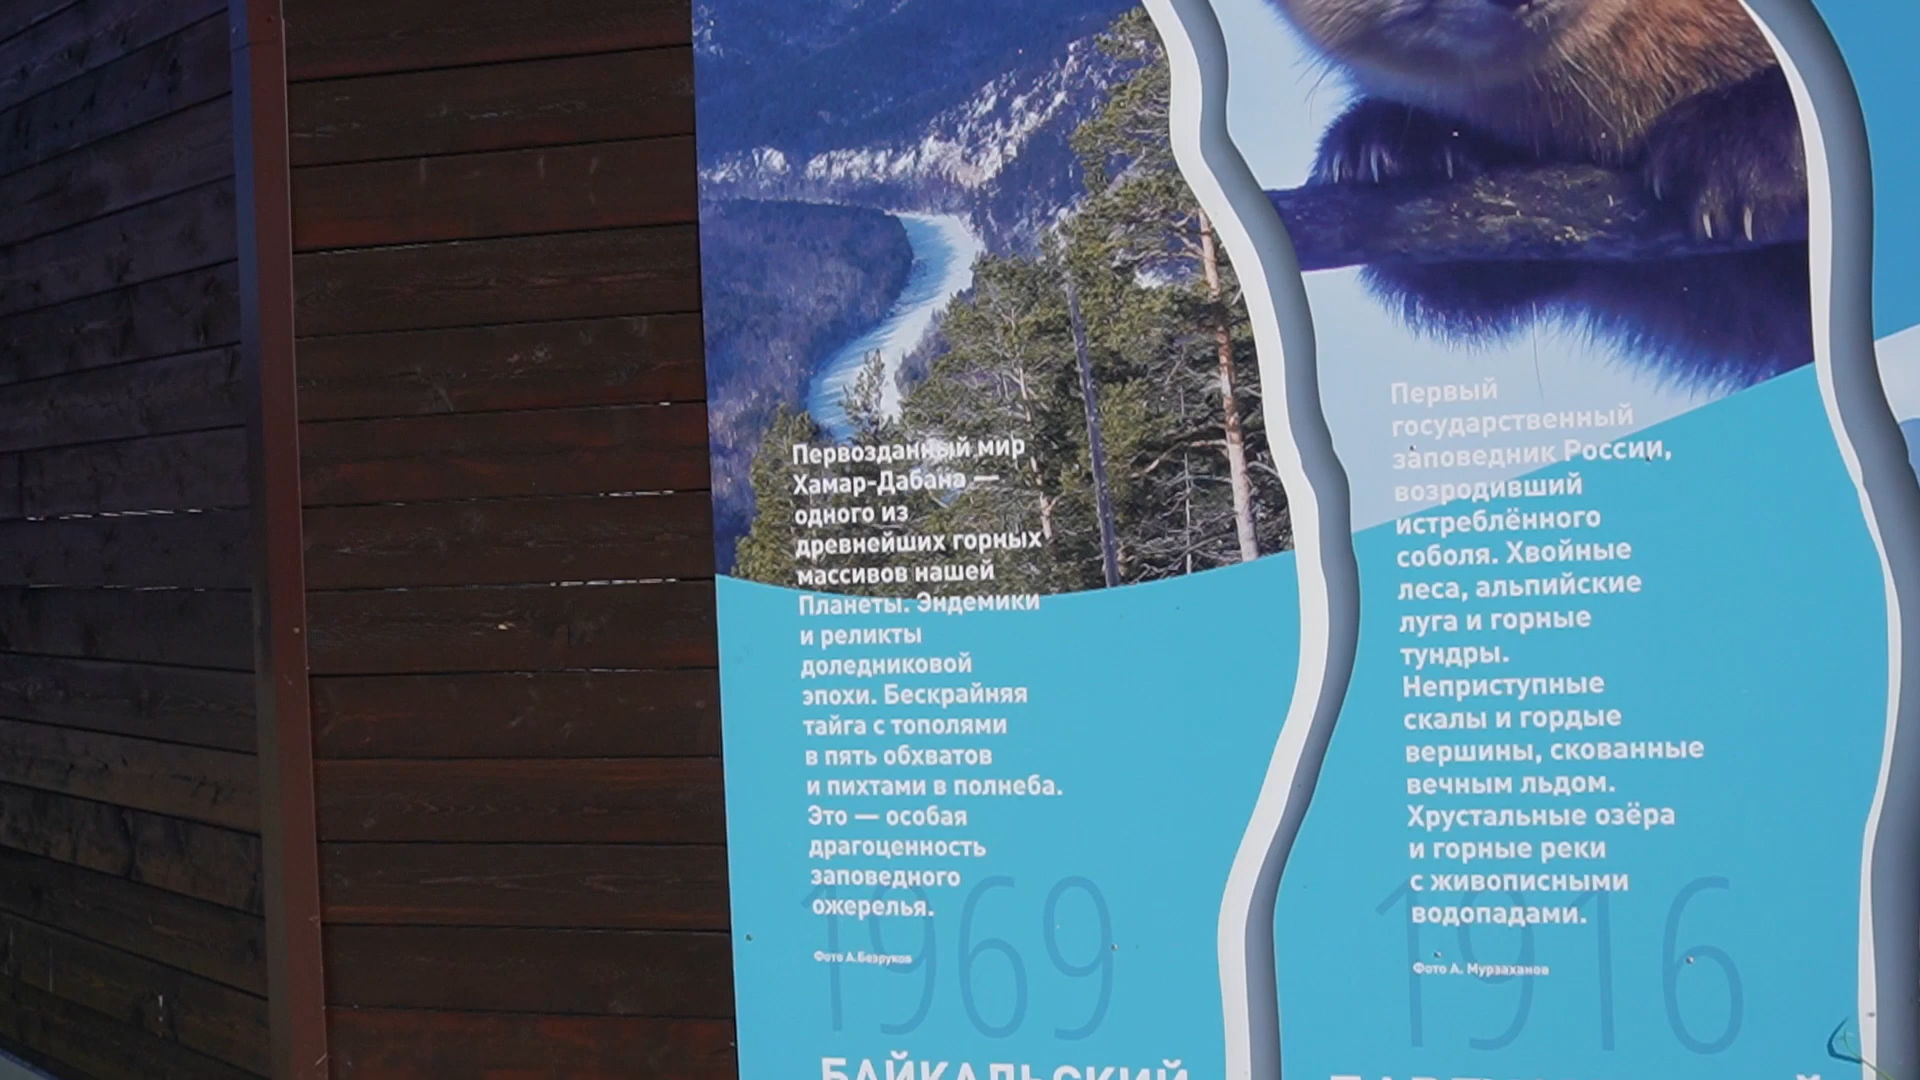 Первозданный мир
Хамар-Дабана —
одного из
древнейших горных
массивов нашей
Планеты. Эндемики
и реликты
доледниковой
эпохи. Бескрайняя
тайга с тополями
в пять обхватов
и пихтами в полнеба.
Это — особая
драгоценность
заповедного
ожерелья.
Фото А.Безруков
1969
БАЙКАЛЬСКИЙ
Первый
государственный
заповедник России,
возродивший
истреблённого
соболя. Хвойные
леса, альпийские
луга и горные
тундры.
Неприступные
скалы и гордые
вершины, скованные
вечным льдом.
Хрустальные озёра
и горные реки
с живописными
водопадами.
Фото А. Мурзаханов
1916